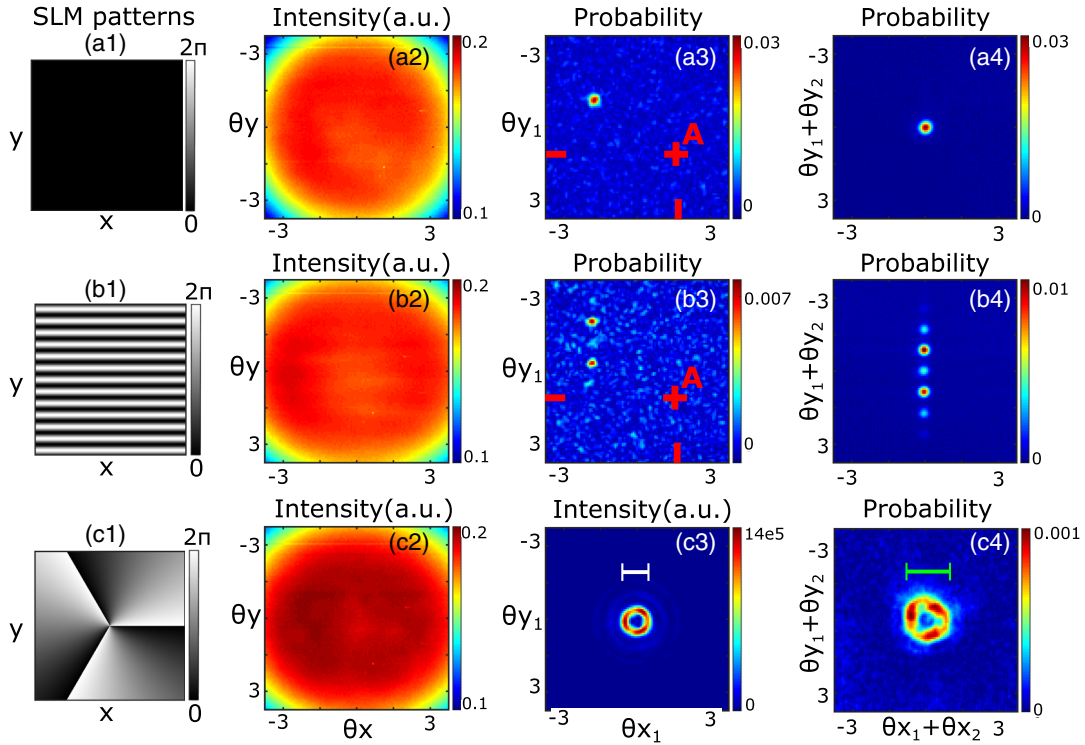 SLM patterns
Intensity(a.u.)
Probability
(a1)
2π
y
x
0
-3
(a2)
θy
-3
-3
3
0.2
0.1
-3
(a3)
θy₁
A
3
-3
3
0.03
0
-3
(a4)
θy₁+θy₂
3
-3
3
0.03
0
Intensity(a.u.)
Probability
(b1)
2π
y
x
0
-3
(b2)
θy
3
-3
3
0.2
0.1
-3
(b3)
θy₁
A
3
-3
3
0.007
0
-3
(b4)
θy₁+θy₂
3
-3
3
0.01
0
Intensity(a.u.)
Intensity(a.u.)
Probability
(c1)
2π
y
x
0
-3
(c2)
θy
3
-3
θx
3
0.2
0.1
-3
(c3)
θy₁
3
-3
θx₁
3
14e5
0
-3
(c4)
θy₁+θy₂
3
-3
θx₁+θx₂
3
0.001
0